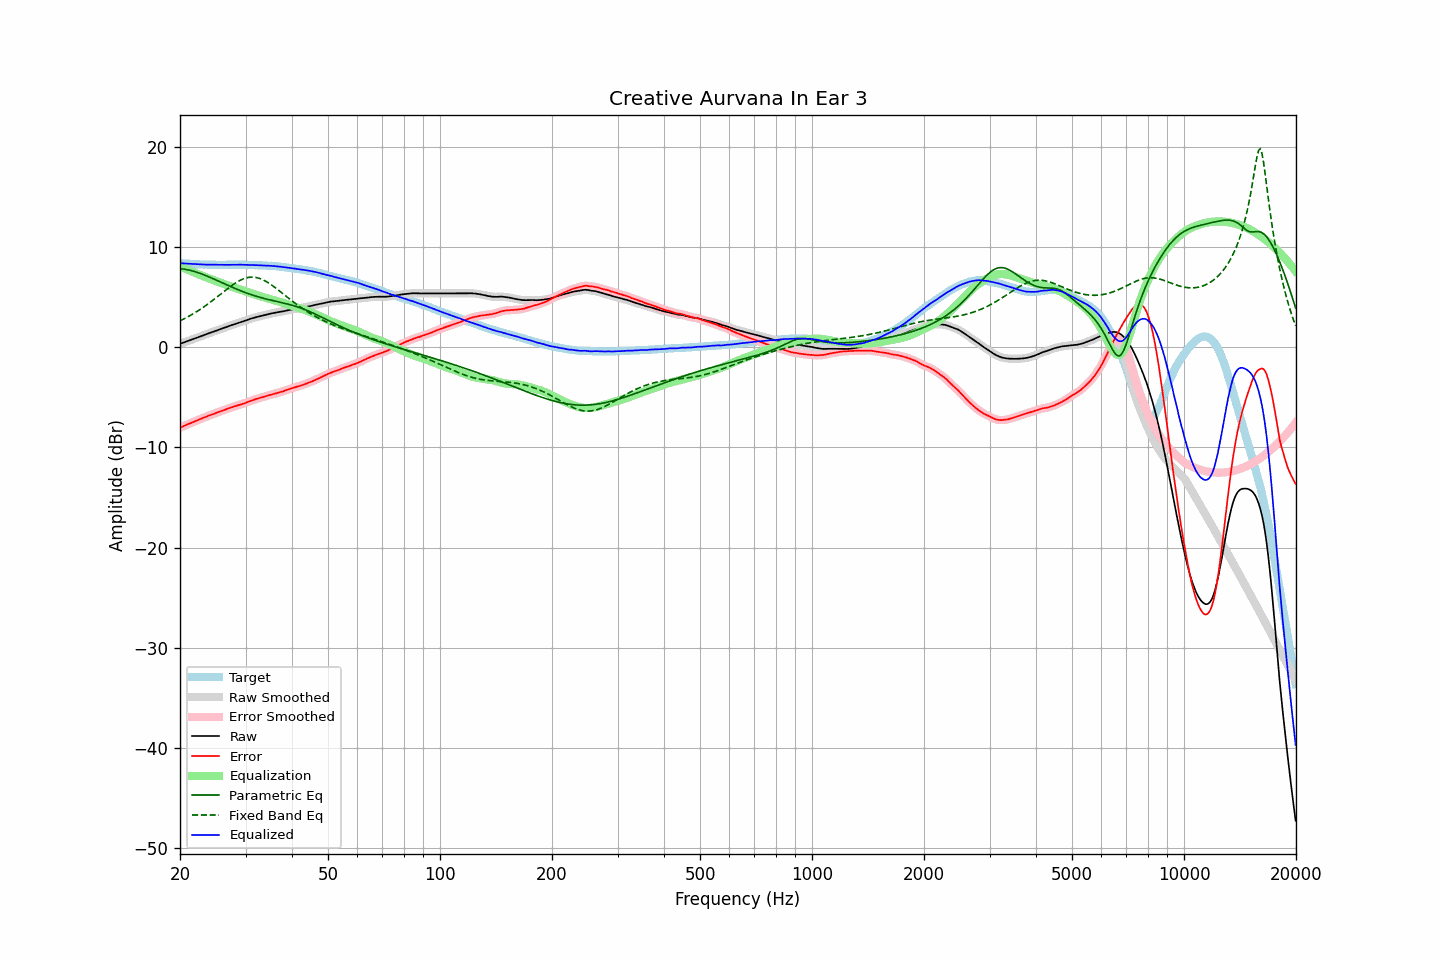 Creative Aurvana In Ear 3
20
10
0
−10
−20
−30
−40
−50
Amplitude (dBr)
Target
Raw Smoothed
Error Smoothed
Raw
Error
Equalization
Parametric Eq
Fixed Band Eq
Equalized
20 50 100 200 500 1000 2000 5000 10000 20000
Frequency (Hz)